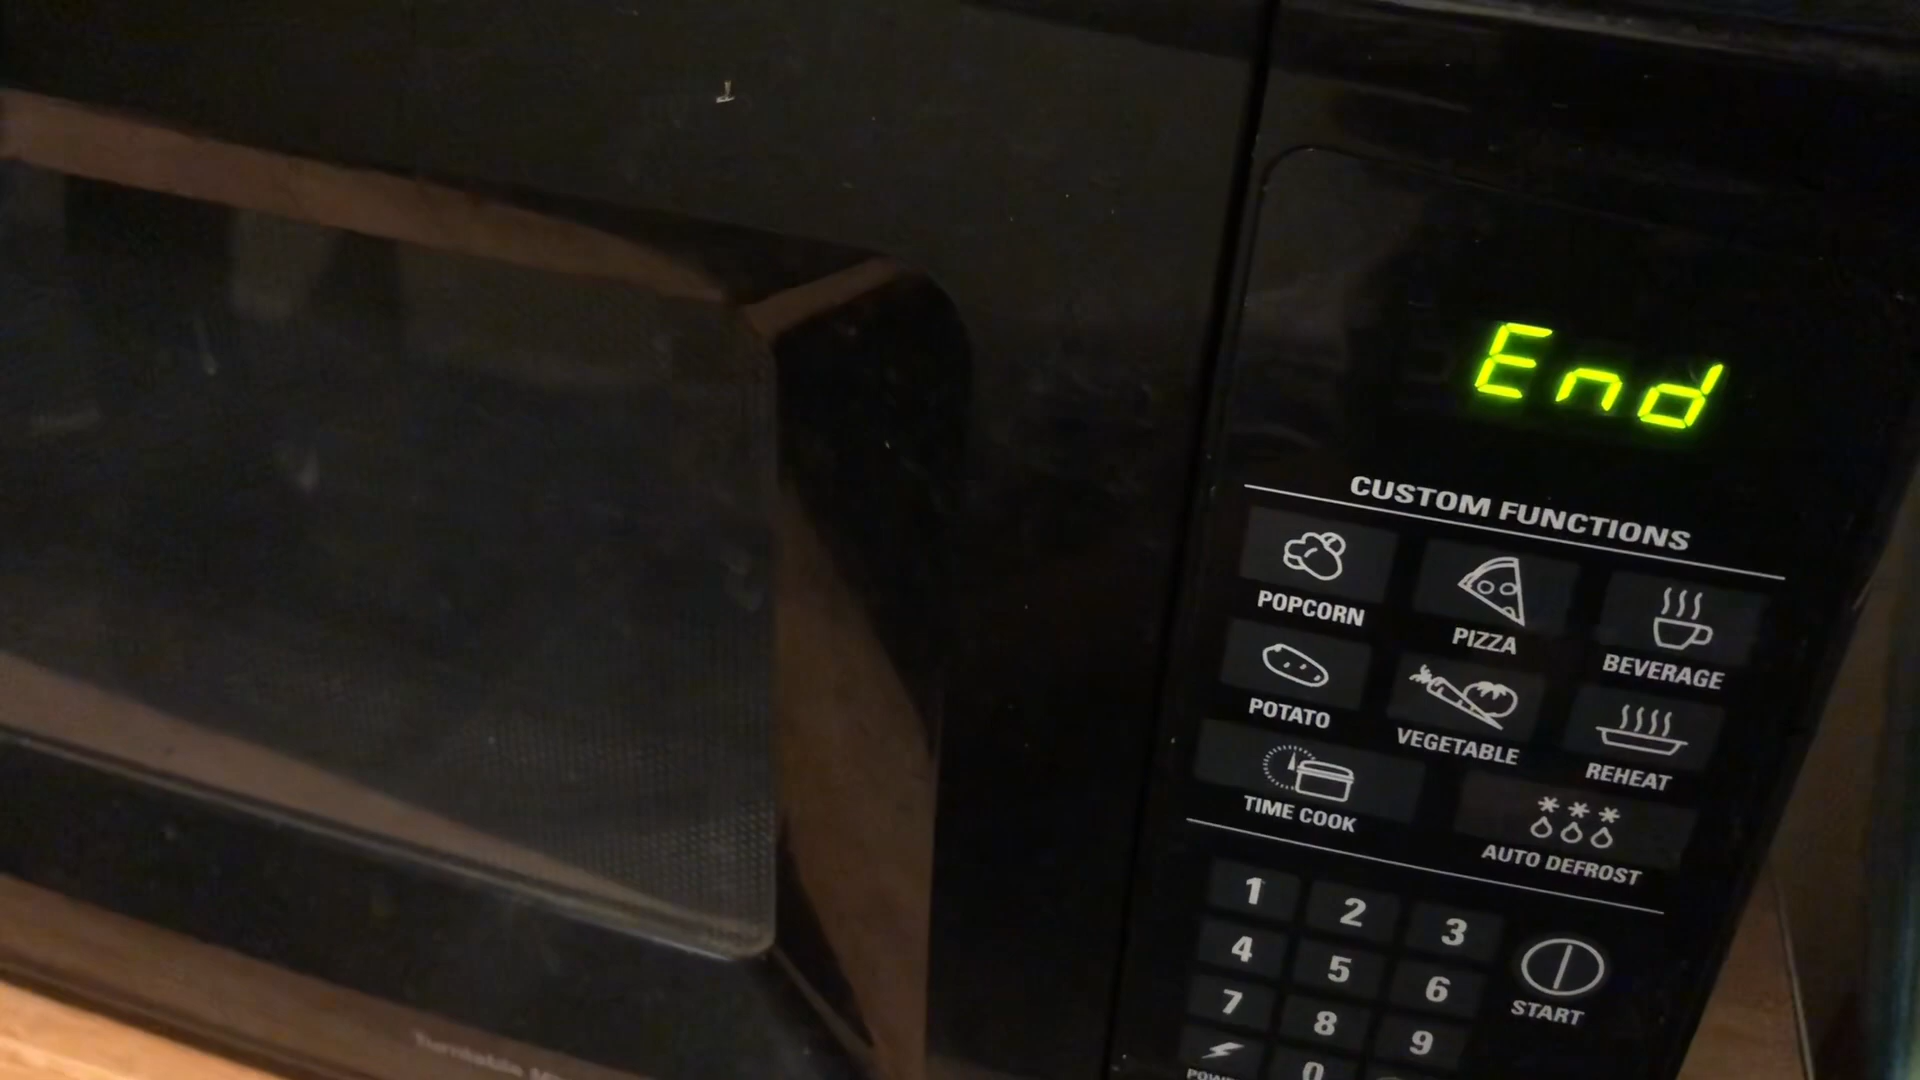 End
CUSTOM FUNCTIONS
POPCORN
PIZZA
BEVERAGE
POTATO
VEGETABLE
REHEAT
TIME COOK
AUTO DEFROST
1 2 3
4 5 6
7 8 9
START
0